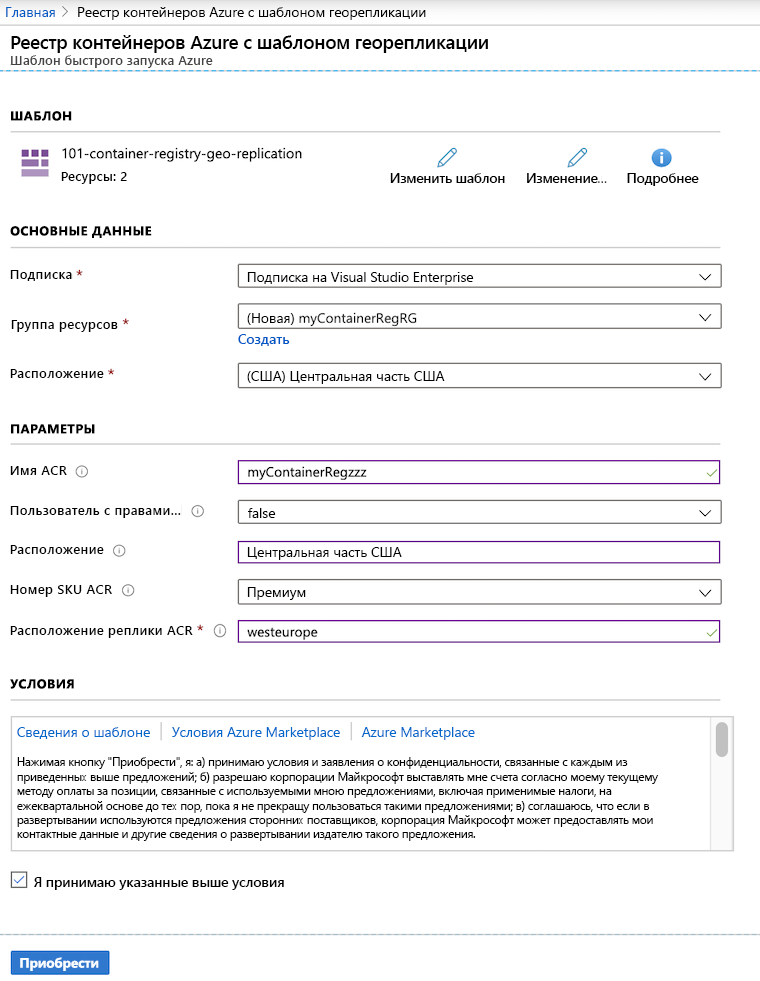 Главная > Реестр контейнеров Azure с шаблоном георепликации
Реестр контейнеров Azure с шаблоном георепликации
Шаблон быстрого запуска Azure
ШАБЛОН
101-container-registry-geo-replication
Ресурсы: 2
Изменить шаблон Изменение... Подробнее
ОСНОВНЫЕ ДАННЫЕ
Подписка * Подписка на Visual Studio Enterprise
Группа ресурсов * (Новая) myContainerRegRG
Создать
Расположение * (США) Центральная часть США
ПАРАМЕТРЫ
Имя ACR myContainerRegzzz
Пользователь с правами... false
Расположение Центральная часть США
Номер SKU ACR Премиум
Расположение реплики ACR * westeurope
УСЛОВИЯ
Сведения о шаблоне | Условия Azure Marketplace | Azure Marketplace
Нажимая кнопку "Приобрести", я: а) принимаю условия и заявления о конфиденциальности, связанные с каждым из
приведенных выше предложений; б) разрешаю корпорации Майкрософт выставлять мне счета согласно моему текущему
методу оплаты за позиции, связанные с используемыми мною предложениями, включая применимые налоги, на
ежеквартальной основе до тех пор, пока я не прекращу пользоваться такими предложениями; в) соглашаюсь, что если в
развертывании используются предложения сторонних поставщиков, корпорация Майкрософт может предоставлять мои
контактные данные и другие сведения о развертывании издателю такого предложения.
Я принимаю указанные выше условия
Приобрести